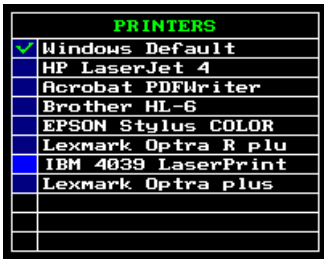 PRINTERS
Windows Default
HP LaserJet 4
Acrobat PDFWriter
Brother HL-6
EPSON Stylus COLOR
Lexmark Optra R plu
IBM 4039 LaserPrint
Lexmark Optra plus